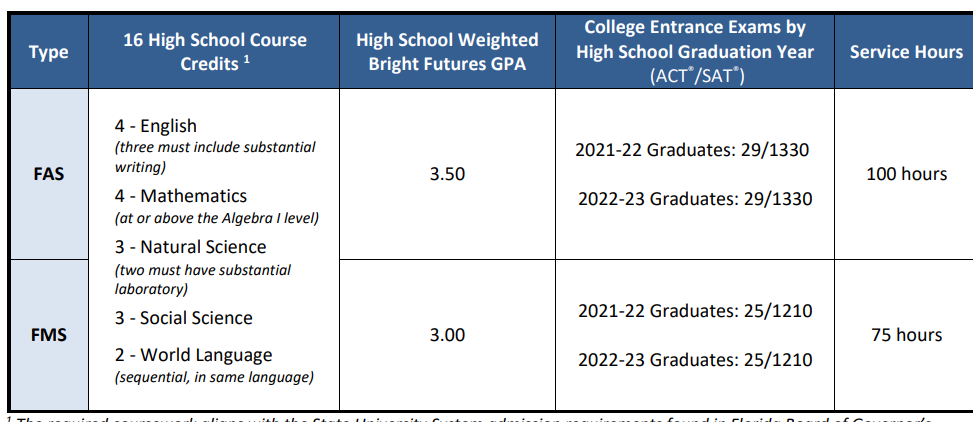 Type
16 High School Course
Credits 1
High School Weighted
Bright Futures GPA
College Entrance Exams by
High School Graduation Year
(ACT®/SAT®)
Service Hours
FAS
4 - English
(three must include substantial
writing)
4 - Mathematics
(at or above the Algebra I level)
3 - Natural Science
(two must have substantial
laboratory)
3 - Social Science
2 - World Language
(sequential, in same language)
3.50
2021-22 Graduates: 29/1330
2022-23 Graduates: 29/1330
100 hours
FMS
3.00
2021-22 Graduates: 25/1210
2022-23 Graduates: 25/1210
75 hours
1 The required coursework aligns with the State University System admission requirements found in Florida Board of Governor's